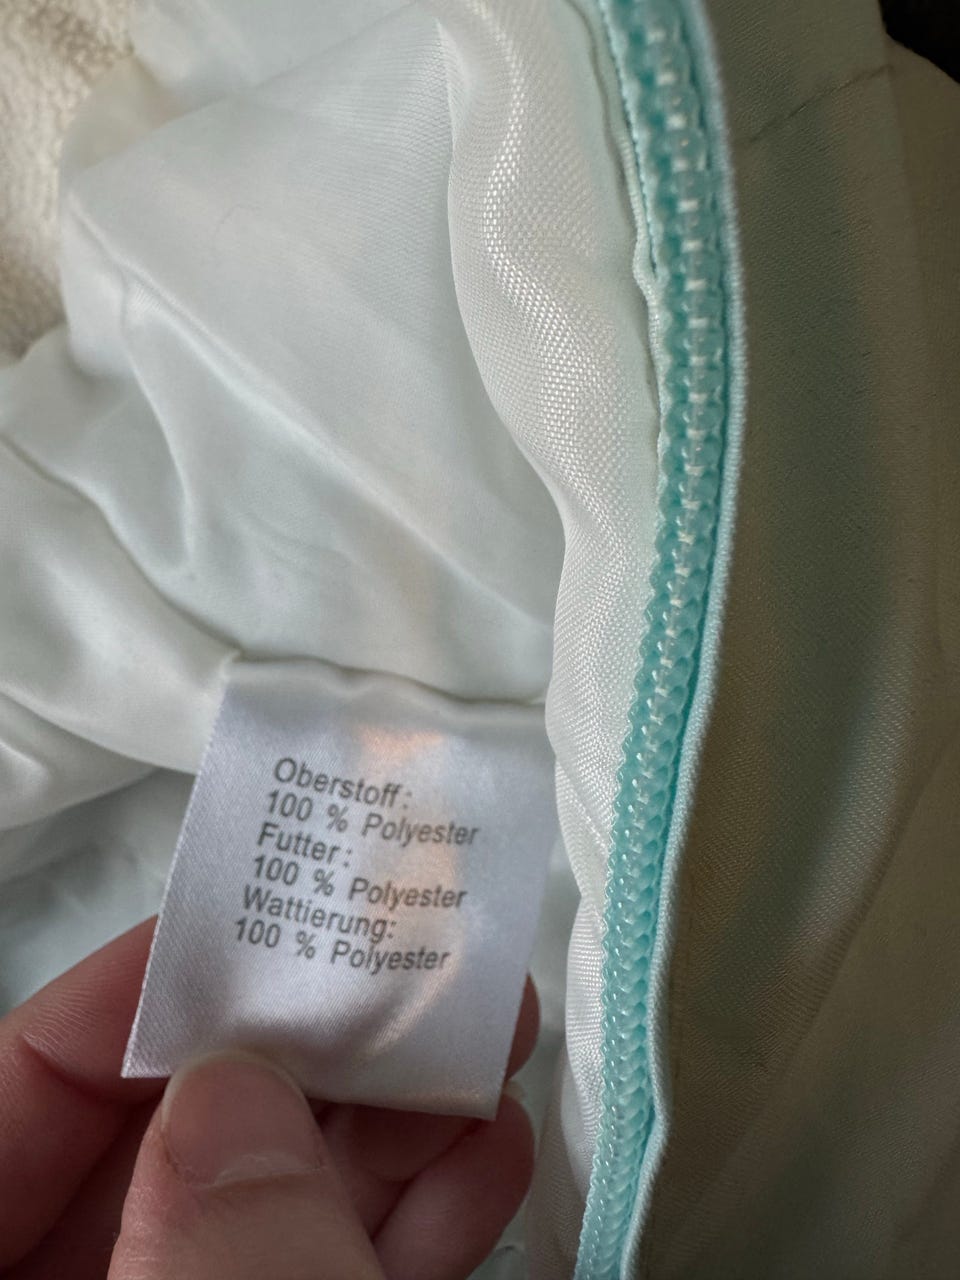 Oberstoff:
100 % Polyester
Futter:
100 % Polyester
Wattierung:
100 % Polyester